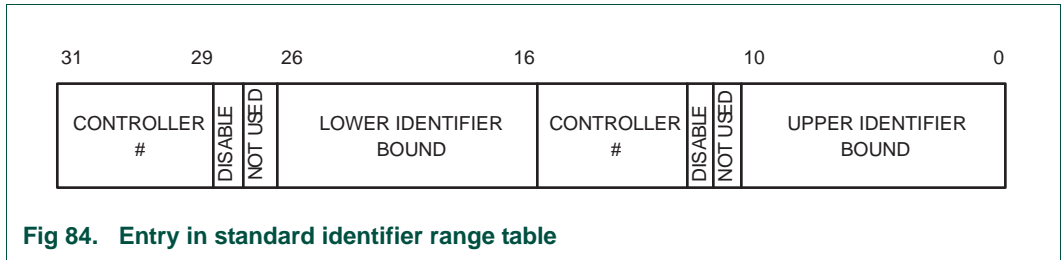 31 29 26 16 10 0
CONTROLLER
#
DISABLE
NOT USED
LOWER IDENTIFIER
BOUND
CONTROLLER
#
DISABLE
NOT USED
UPPER IDENTIFIER
BOUND
Fig 84. Entry in standard identifier range table